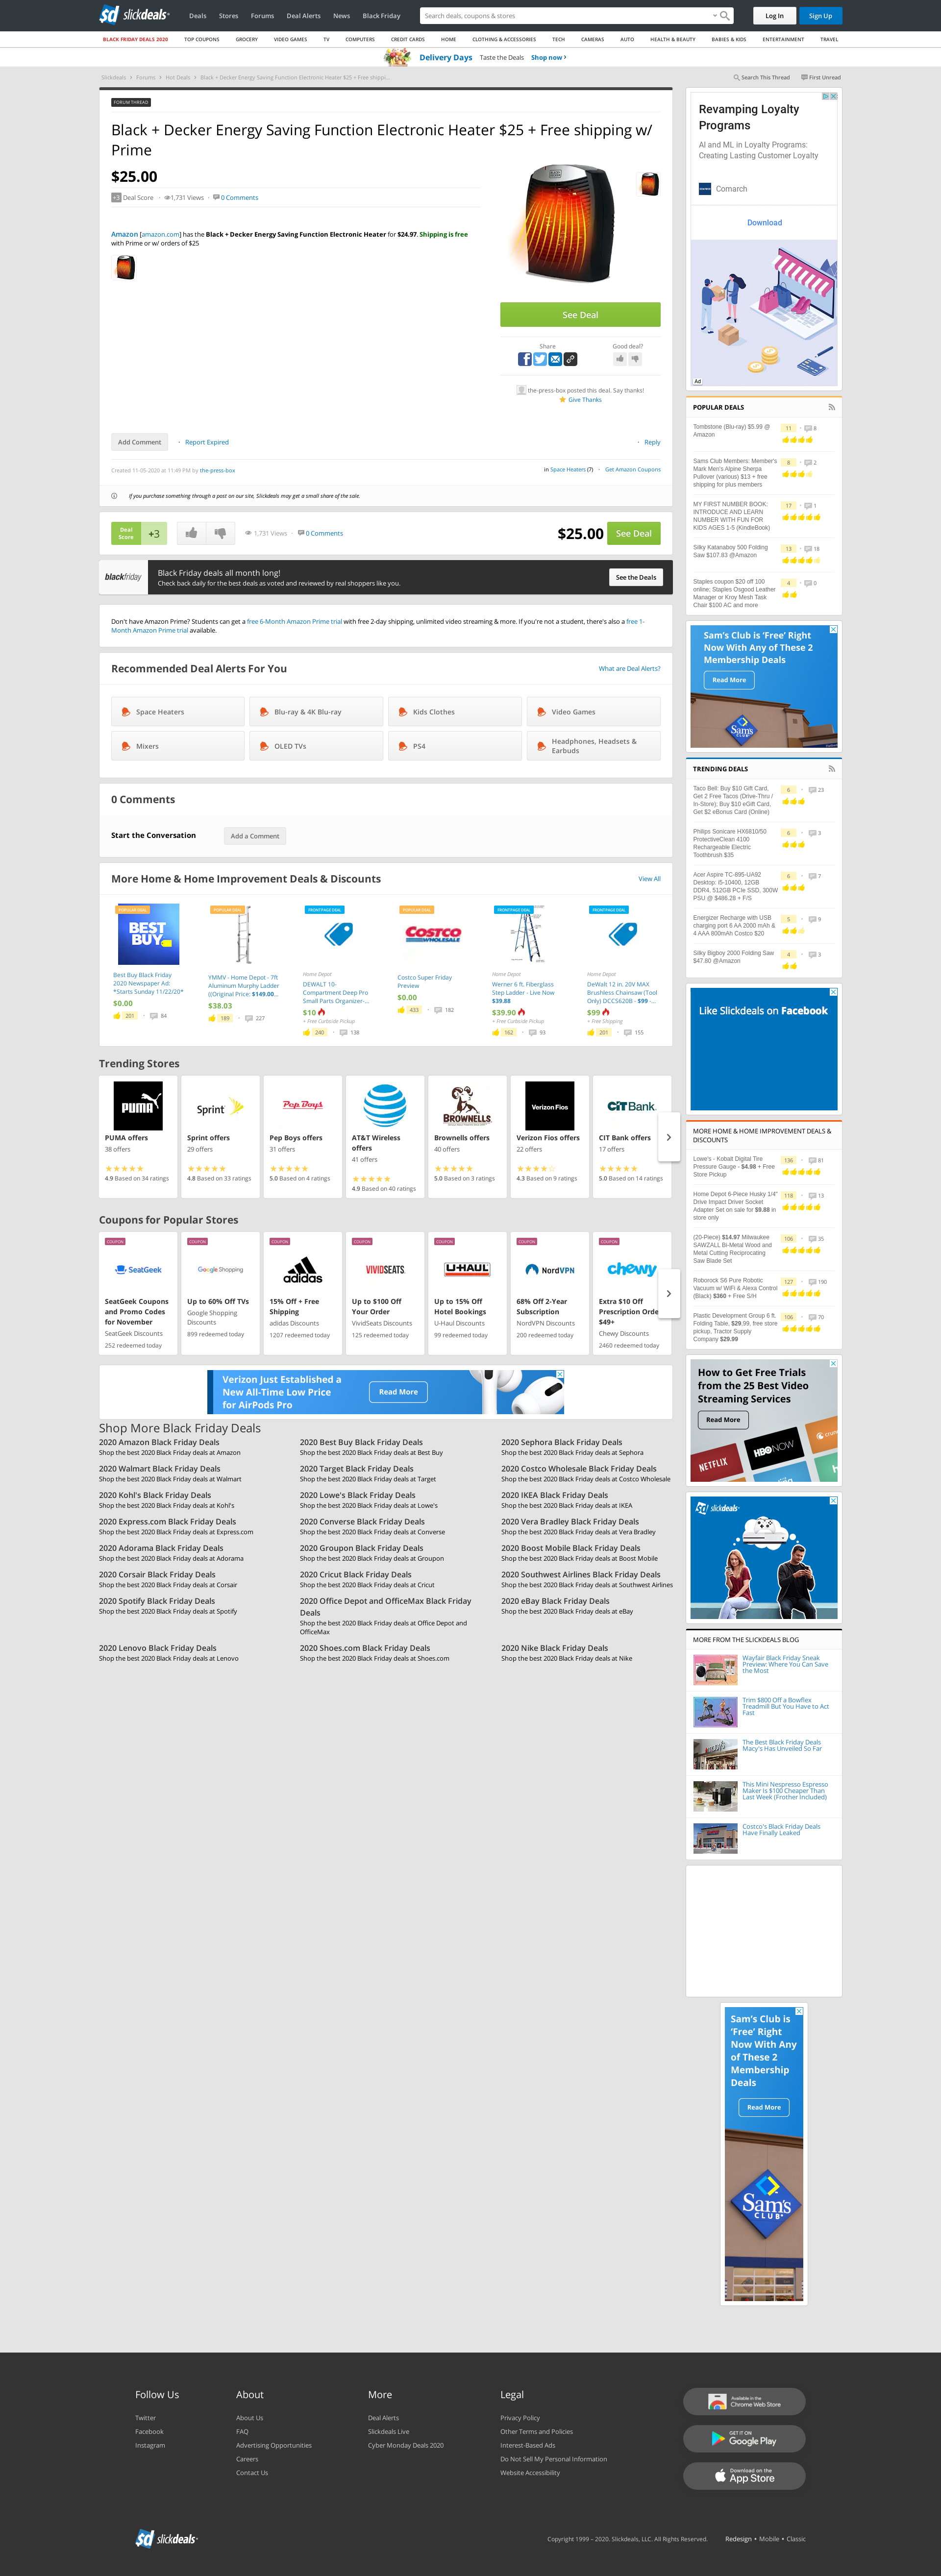 slickdeals
Deals
Stores
Forums
Deal Alerts
News
Black Friday
Search deals, coupons & stores
Log In
Sign Up
BLACK FRIDAY DEALS 2020
TOP COUPONS
GROCERY
VIDEO GAMES
TV
COMPUTERS
CREDIT CARDS
HOME
CLOTHING & ACCESSORIES
TECH
CAMERAS
AUTO
HEALTH & BEAUTY
BABIES & KIDS
ENTERTAINMENT
TRAVEL
Delivery Days Taste the Deals Shop now ›
Slickdeals › Forums › Hot Deals › Black + Decker Energy Saving Function Electronic Heater $25 + Free shippi...
Search This Thread
First Unread
FORUM THREAD
Black + Decker Energy Saving Function Electronic Heater $25 + Free shipping w/
Prime
$25.00
+3 Deal Score
1,731 Views
0 Comments
Amazon [amazon.com] has the Black + Decker Energy Saving Function Electronic Heater for $24.97. Shipping is free
with Prime or w/ orders of $25
See Deal
Share
Good deal?
the-press-box posted this deal. Say thanks!
Give Thanks
Add Comment
Report Expired
Reply
Created 11-05-2020 at 11:49 PM by the-press-box
in Space Heaters (7)
Get Amazon Coupons
If you purchase something through a post on our site, Slickdeals may get a small share of the sale.
Deal
Score
+3
1,731 Views
0 Comments
$25.00
See Deal
blackfriday
Black Friday deals all month long!
Check back daily for the best deals as voted and reviewed by real shoppers like you.
See the Deals
Don't have Amazon Prime? Students can get a free 6-Month Amazon Prime trial with free 2-day shipping, unlimited video streaming & more. If you're not a student, there's also a free 1-
Month Amazon Prime trial available.
Recommended Deal Alerts For You
What are Deal Alerts?
Space Heaters
Blu-ray & 4K Blu-ray
Kids Clothes
Video Games
Mixers
OLED TVs
PS4
Headphones, Headsets &
Earbuds
0 Comments
Start the Conversation
Add a Comment
More Home & Home Improvement Deals & Discounts
View All
POPULAR DEAL
BEST
BUY
Best Buy Black Friday
2020 Newspaper Ad:
*Starts Sunday 11/22/20*
$0.00
201
84
POPULAR DEAL
YMMV - Home Depot - 7ft
Aluminum Murphy Ladder
((Original Price: $149.00...
$38.03
189
227
FRONTPAGE DEAL
Home Depot
DEWALT 10-
Compartment Deep Pro
Small Parts Organizer-...
$10
+ Free Curbside Pickup
240
138
POPULAR DEAL
COSTCO
WHOLESALE
Costco Super Friday
Preview
$0.00
433
182
FRONTPAGE DEAL
Home Depot
Werner 6 ft. Fiberglass
Step Ladder - Live Now
$39.88
$39.90
+ Free Curbside Pickup
162
93
FRONTPAGE DEAL
Home Depot
DeWalt 12 in. 20V MAX
Brushless Chainsaw (Tool
Only) DCCS620B - $99 -...
$99
+ Free Shipping
201
155
Trending Stores
PUMA
PUMA offers
38 offers
4.9 Based on 34 ratings
Sprint
Sprint offers
29 offers
4.8 Based on 33 ratings
Pep Boys
Pep Boys offers
31 offers
5.0 Based on 4 ratings
AT&T Wireless
offers
41 offers
4.9 Based on 40 ratings
BROWNELLS
Brownells offers
40 offers
5.0 Based on 3 ratings
Verizon Fios
Verizon Fios offers
22 offers
4.3 Based on 9 ratings
CIT BANK
CIT Bank offers
17 offers
5.0 Based on 14 ratings
Coupons for Popular Stores
COUPON
SeatGeek
SeatGeek Coupons
and Promo Codes
for November
SeatGeek Discounts
252 redeemed today
COUPON
Google Shopping
Up to 60% Off TVs
Google Shopping
Discounts
899 redeemed today
COUPON
adidas
15% Off + Free
Shipping
adidas Discounts
1207 redeemed today
COUPON
VIVIDSEATS
Up to $100 Off
Your Order
VividSeats Discounts
125 redeemed today
COUPON
U-HAUL
Up to 15% Off
Hotel Bookings
U-Haul Discounts
99 redeemed today
COUPON
NordVPN
68% Off 2-Year
Subscription
NordVPN Discounts
200 redeemed today
COUPON
chewy
Extra $10 Off
Prescription Orde
$49+
Chewy Discounts
2460 redeemed today
Verizon Just Established a
New All-Time Low Price
for AirPods Pro
Read More
Shop More Black Friday Deals
2020 Amazon Black Friday Deals
Shop the best 2020 Black Friday deals at Amazon
2020 Best Buy Black Friday Deals
Shop the best 2020 Black Friday deals at Best Buy
2020 Sephora Black Friday Deals
Shop the best 2020 Black Friday deals at Sephora
2020 Walmart Black Friday Deals
Shop the best 2020 Black Friday deals at Walmart
2020 Target Black Friday Deals
Shop the best 2020 Black Friday deals at Target
2020 Costco Wholesale Black Friday Deals
Shop the best 2020 Black Friday deals at Costco Wholesale
2020 Kohl's Black Friday Deals
Shop the best 2020 Black Friday deals at Kohl's
2020 Lowe's Black Friday Deals
Shop the best 2020 Black Friday deals at Lowe's
2020 IKEA Black Friday Deals
Shop the best 2020 Black Friday deals at IKEA
2020 Express.com Black Friday Deals
Shop the best 2020 Black Friday deals at Express.com
2020 Converse Black Friday Deals
Shop the best 2020 Black Friday deals at Converse
2020 Vera Bradley Black Friday Deals
Shop the best 2020 Black Friday deals at Vera Bradley
2020 Adorama Black Friday Deals
Shop the best 2020 Black Friday deals at Adorama
2020 Groupon Black Friday Deals
Shop the best 2020 Black Friday deals at Groupon
2020 Boost Mobile Black Friday Deals
Shop the best 2020 Black Friday deals at Boost Mobile
2020 Corsair Black Friday Deals
Shop the best 2020 Black Friday deals at Corsair
2020 Cricut Black Friday Deals
Shop the best 2020 Black Friday deals at Cricut
2020 Southwest Airlines Black Friday Deals
Shop the best 2020 Black Friday deals at Southwest Airlines
2020 Spotify Black Friday Deals
Shop the best 2020 Black Friday deals at Spotify
2020 Office Depot and OfficeMax Black Friday
Deals
Shop the best 2020 Black Friday deals at Office Depot and
OfficeMax
2020 eBay Black Friday Deals
Shop the best 2020 Black Friday deals at eBay
2020 Lenovo Black Friday Deals
Shop the best 2020 Black Friday deals at Lenovo
2020 Shoes.com Black Friday Deals
Shop the best 2020 Black Friday deals at Shoes.com
2020 Nike Black Friday Deals
Shop the best 2020 Black Friday deals at Nike
Revamping Loyalty
Programs
AI and ML in Loyalty Programs:
Creating Lasting Customer Loyalty
Comarch
Download
Ad
POPULAR DEALS
Tombstone (Blu-ray) $5.99 @
Amazon
11
8
Sams Club Members: Member's
Mark Men's Alpine Sherpa
Pullover (various) $13 + free
shipping for plus members
8
2
MY FIRST NUMBER BOOK:
INTRODUCE AND LEARN
NUMBER WITH FUN FOR
KIDS AGES 1-5 (KindleBook)
17
1
Silky Katanaboy 500 Folding
Saw $107.83 @Amazon
13
18
Staples coupon $20 off 100
online; Staples Osgood Leather
Manager or Kroy Mesh Task
Chair $100 AC and more
4
0
Sam's Club is 'Free' Right
Now With Any of These 2
Membership Deals
Read More
Sam's
CLUB
TRENDING DEALS
Taco Bell: Buy $10 Gift Card,
Get 2 Free Tacos (Drive-Thru /
In-Store); Buy $10 eGift Card,
Get $2 eBonus Card (Online)
6
23
Philips Sonicare HX6810/50
ProtectiveClean 4100
Rechargeable Electric
Toothbrush $35
6
3
Acer Aspire TC-895-UA92
Desktop: i5-10400, 12GB
DDR4, 512GB PCIe SSD, 300W
PSU @ $486.28 + F/S
6
7
Energizer Recharge with USB
charging port 6 AA 2000 mAh &
4 AAA 800mAh Costco $20
5
9
Silky Bigboy 2000 Folding Saw
$47.80 @Amazon
4
3
Like Slickdeals on Facebook
MORE HOME & HOME IMPROVEMENT DEALS &
DISCOUNTS
Lowe's - Kobalt Digital Tire
Pressure Gauge - $4.98 + Free
Store Pickup
136
81
Home Depot 6-Piece Husky 1/4"
Drive Impact Driver Socket
Adapter Set on sale for $9.88 in
store only
118
13
(20-Piece) $14.97 Milwaukee
SAWZALL Bi-Metal Wood and
Metal Cutting Reciprocating
Saw Blade Set
106
35
Roborock S6 Pure Robotic
Vacuum w/ WiFi & Alexa Control
(Black) $360 + Free S/H
127
190
Plastic Development Group 6 ft.
Folding Table, $29.99, free store
pickup, Tractor Supply
Company $29.99
106
70
How to Get Free Trials
from the 25 Best Video
Streaming Services
Read More
NETFLIX
HBONOW
slickdeals
MORE FROM THE SLICKDEALS BLOG
Wayfair Black Friday Sneak
Preview: Where You Can Save
the Most
Trim $800 Off a Bowflex
Treadmill But You Have to Act
Fast
The Best Black Friday Deals
Macy's Has Unveiled So Far
This Mini Nespresso Espresso
Maker Is $100 Cheaper Than
Last Week (Frother Included)
Costco's Black Friday Deals
Have Finally Leaked
Sam's Club is
'Free' Right
Now With Any
of These 2
Membership
Deals
Read More
Sam's
CLUB
Follow Us
Twitter
Facebook
Instagram
About
About Us
FAQ
Advertising Opportunities
Careers
Contact Us
More
Deal Alerts
Slickdeals Live
Cyber Monday Deals 2020
Legal
Privacy Policy
Other Terms and Policies
Interest-Based Ads
Do Not Sell My Personal Information
Website Accessibility
Available in the
Chrome Web Store
GET IT ON
Google Play
Download on the
App Store
slickdeals
Copyright 1999 – 2020. Slickdeals, LLC. All Rights Reserved.
Redesign • Mobile • Classic